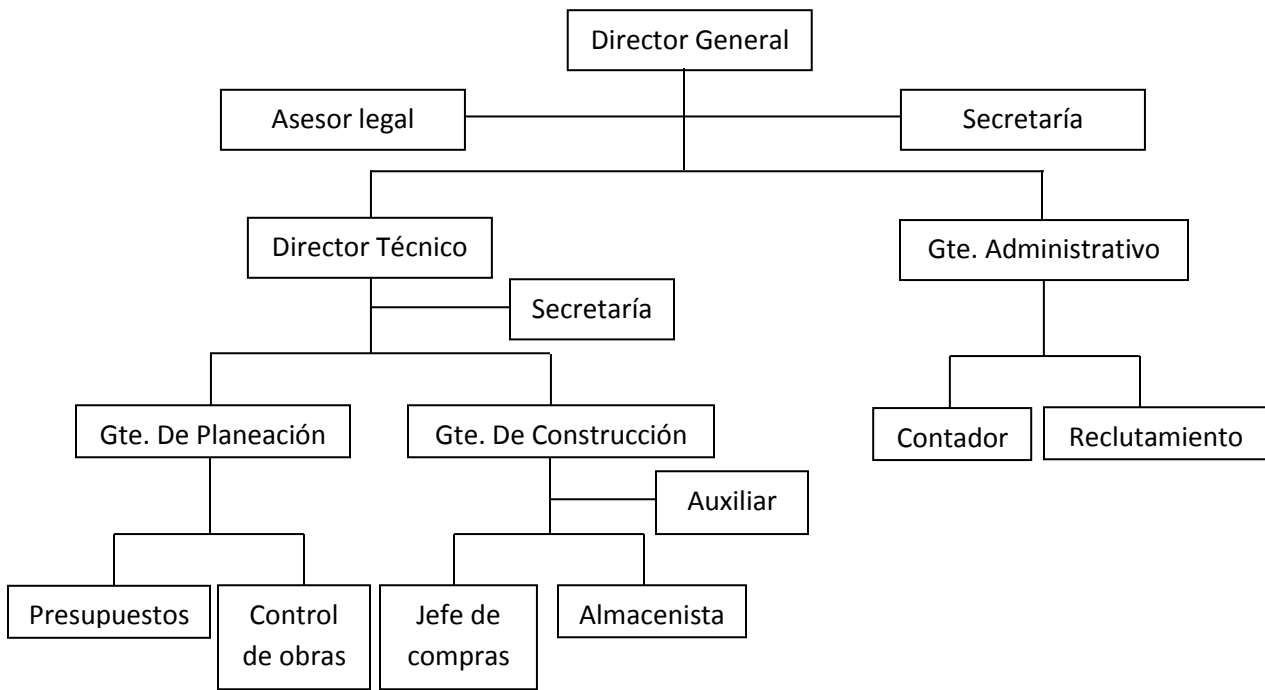 Director General
Asesor legal
Secretaría
Director Técnico
Gte. Administrativo
Secretaría
Gte. De Planeación
Gte. De Construcción
Contador
Reclutamiento
Auxiliar
Presupuestos
Control
de obras
Jefe de
compras
Almacenista